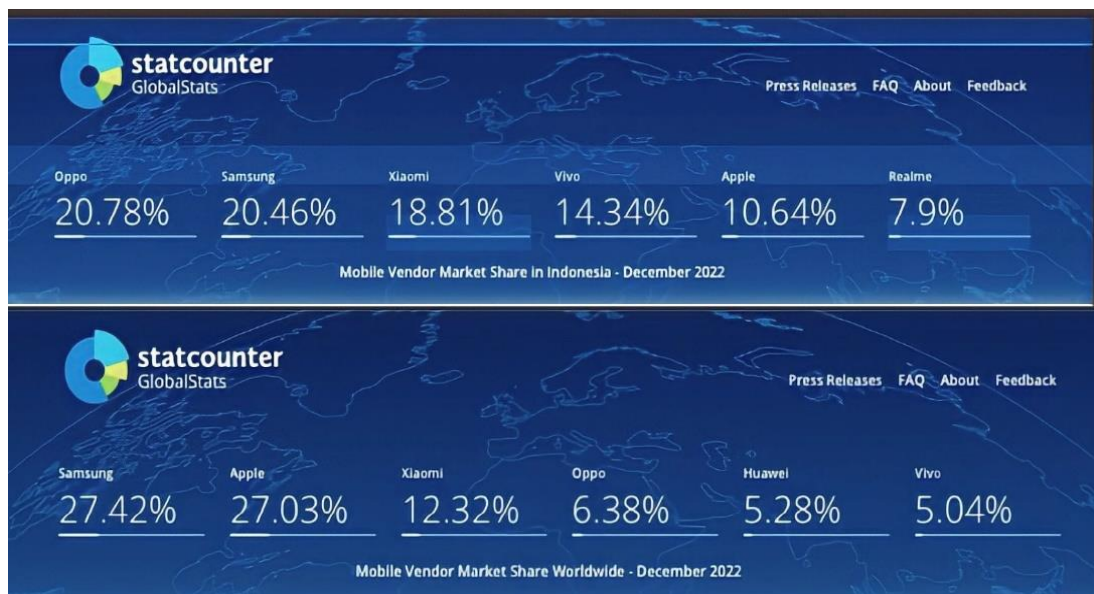 statcounter
GlobalStats
Press Releases FAQ About Feedback
Oppo Samsung Xiaomi Vivo Apple Realme
20.78% 20.46% 18.81% 14.34% 10.64% 7.9%
Mobile Vendor Market Share in Indonesia - December 2022
statcounter
GlobalStats
Press Releases FAQ About Feedback
Samsung Apple Xiaomi Oppo Huawei Vivo
27.42% 27.03% 12.32% 6.38% 5.28% 5.04%
Mobile Vendor Market Share Worldwide - December 2022